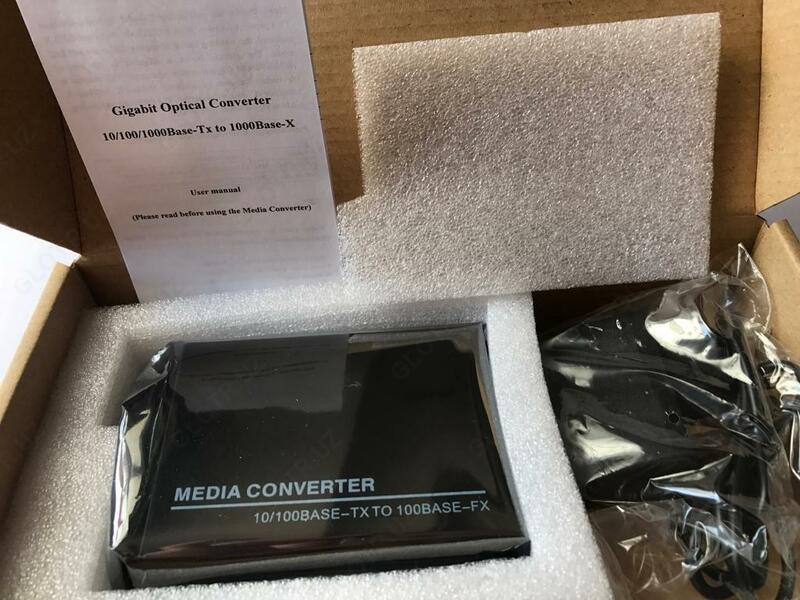 Gigabit Optical Converter
10/100/1000Base-Tx to 1000Base-X
User manual
(Please read before using the Media Converter)
MEDIA CONVERTER
10/100BASE-TX TO 100BASE-FX